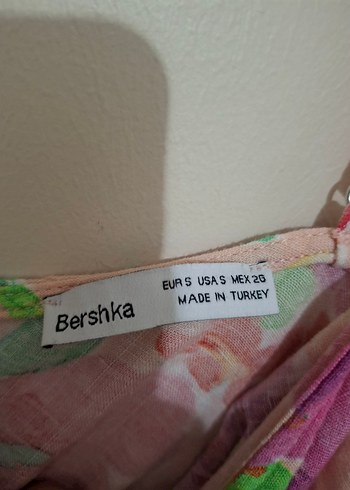 Bershka
EUR S USA S MEX 26
MADE IN TURKEY